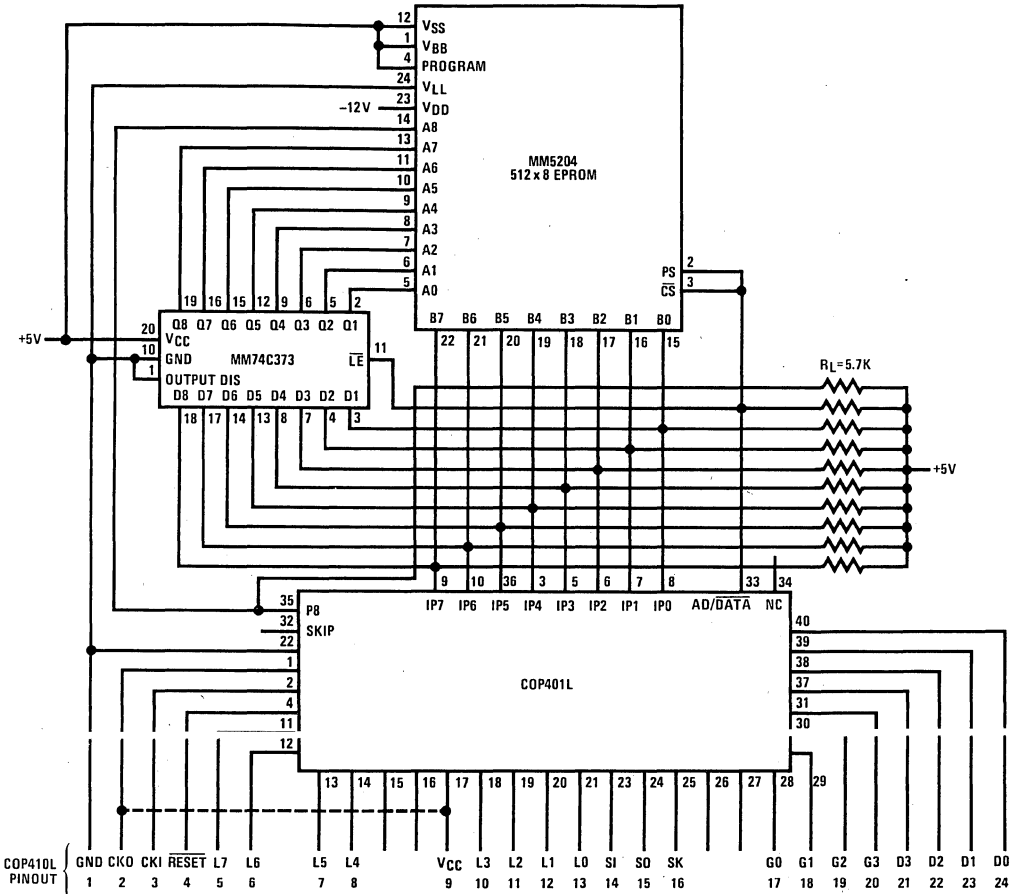 12 VSS
1 VBB
4 PROGRAM
24 VLL
–12V 23 VDD
14 A8
13 A7
11 A6
10 A5
9 A4
8 A3
7 A2
6 A1
5 A0
MM5204
512 x 8 EPROM
PS 2
CS 3
B7 B6 B5 B4 B3 B2 B1 B0
22 21 20 19 18 17 16 15
19 16 15 12 9 6 5 2
Q8 Q7 Q6 Q5 Q4 Q3 Q2 Q1
+5V 20 VCC
10 GND
MM74C373
LE 11
1 OUTPUT DIS
D8 D7 D6 D5 D4 D3 D2 D1
18 17 14 13 8 7 4 3
RL=5.7K
+5V
9 10 36 3 5 6 7 8 33 34
IP7 IP6 IP5 IP4 IP3 IP2 IP1 IP0 AD/DATA NC
35 P8
32 SKIP
22
1
2
4
11
12
COP401L
40
39
38
37
31
30
13 14 15 16 17 18 19 20 21 23 24 25 26 27 28 29
COP410L PINOUT
GND CKO CKI RESET L7 L6 L5 L4 VCC L3 L2 L1 L0 SI SO SK G0 G1 G2 G3 D3 D2 D1 D0
1 2 3 4 5 6 7 8 9 10 11 12 13 14 15 16 17 18 19 20 21 22 23 24